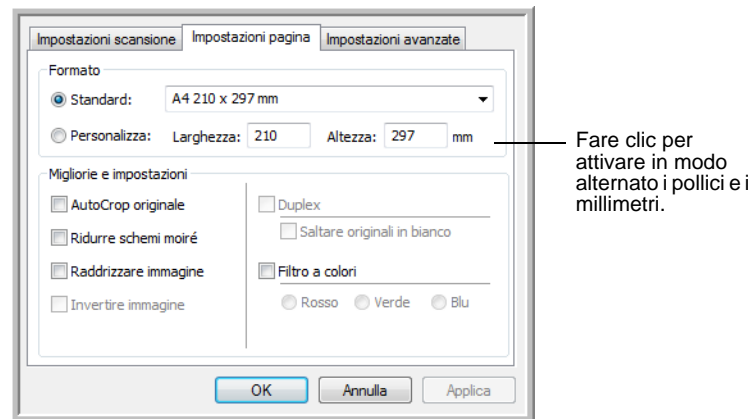 Impostazioni scansione Impostazioni pagina Impostazioni avanzate
Formato
Standard: A4 210 x 297 mm
Personalizza: Larghezza: 210 Altezza: 297 mm
Fare clic per
attivare in modo
alternato i pollici e i
millimetri.
Migliorie e impostazioni
AutoCrop originale
Ridurre schemi moiré
Raddrizzare immagine
Invertire immagine
Duplex
Saltare originali in bianco
Filtro a colori
Rosso Verde Blu
OK Annulla Applica